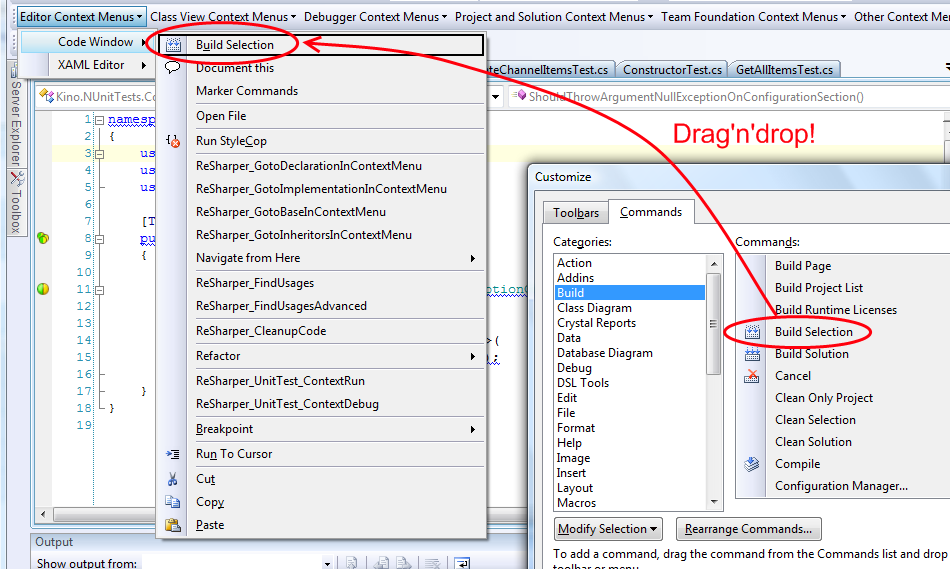 Editor Context Menus Class View Context Menus Debugger Context Menus Project and Solution Context Menus Team Foundation Context Menus Other Context
Code Window
XAML Editor
Build Selection
Document this
Marker Commands
Open File
Run StyleCop
ReSharper_GotoDeclarationInContextMenu
ReSharper_GotoImplementationInContextMenu
ReSharper_GotoBaseInContextMenu
ReSharper_GotoInheritorsInContextMenu
Navigate from Here
ReSharper_FindUsages
ReSharper_FindUsagesAdvanced
ReSharper_CleanupCode
Refactor
ReSharper_UnitTest_ContextRun
ReSharper_UnitTest_ContextDebug
Breakpoint
Run To Cursor
Cut
Copy
Paste
Server Explorer
Toolbox
teChannelItemsTest.cs ConstructorTest.cs GetAllItemsTest.cs
Kino.NUnitTests.Co
ShouldThrowArgumentNullExceptionOnConfigurationSection()
1 namesp
2 {
3 us
4 us
5 us
6
7 [T
8 pu
9 {
10
11 ptionO
12
13
14 >(
15 );
16
17 }
18 }
19
Drag'n'drop!
Customize
Toolbars Commands
Categories:
Action
Addins
Build
Class Diagram
Crystal Reports
Data
Database Diagram
Debug
DSL Tools
Edit
File
Format
Help
Image
Insert
Layout
Macros
Commands:
Build Page
Build Project List
Build Runtime Licenses
Build Selection
Build Solution
Cancel
Clean Only Project
Clean Selection
Clean Solution
Compile
Configuration Manager...
Modify Selection Rearrange Commands...
To add a command, drag the command from the Commands list and drop
toolbar or menu.
Output
Show output from: